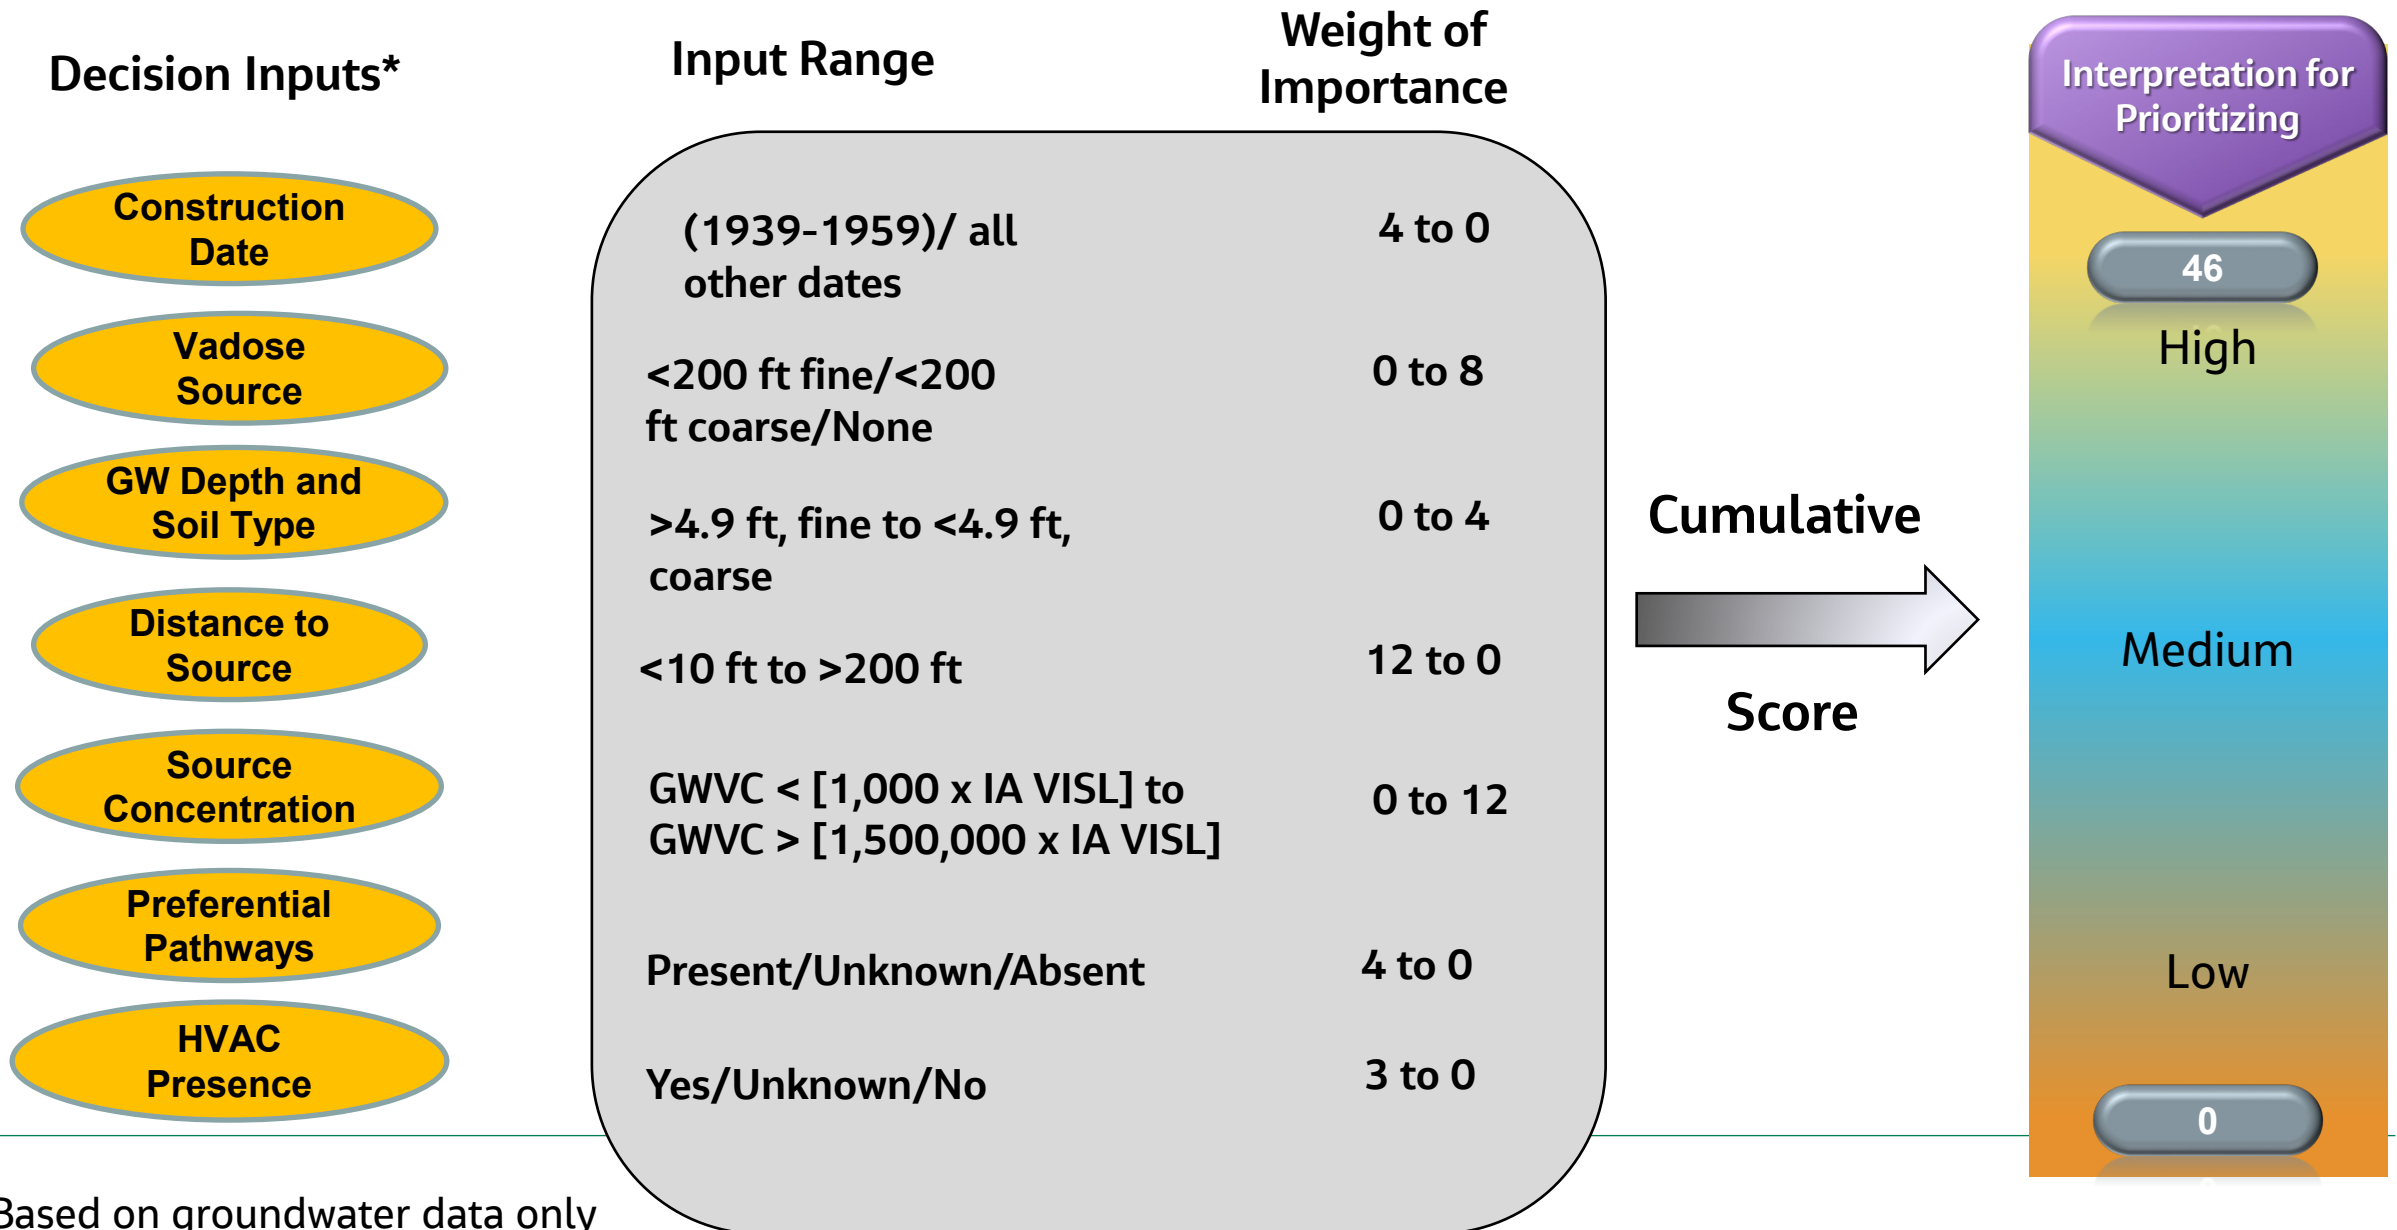 Decision Inputs*
Input Range
Weight of
Importance
Interpretation for
Prioritizing
Construction
Date
(1939-1959)/ all
other dates
4 to 0
46
High
Vadose
Source
<200 ft fine/<200
ft coarse/None
0 to 8
GW Depth and
Soil Type
>4.9 ft, fine to <4.9 ft,
coarse
0 to 4
Cumulative
Score
Distance to
Source
<10 ft to >200 ft
12 to 0
Medium
Source
Concentration
GWVC < [1,000 x IA VISL] to
GWVC > [1,500,000 x IA VISL]
0 to 12
Preferential
Pathways
Present/Unknown/Absent
4 to 0
Low
HVAC
Presence
Yes/Unknown/No
3 to 0
0
Based on groundwater data only